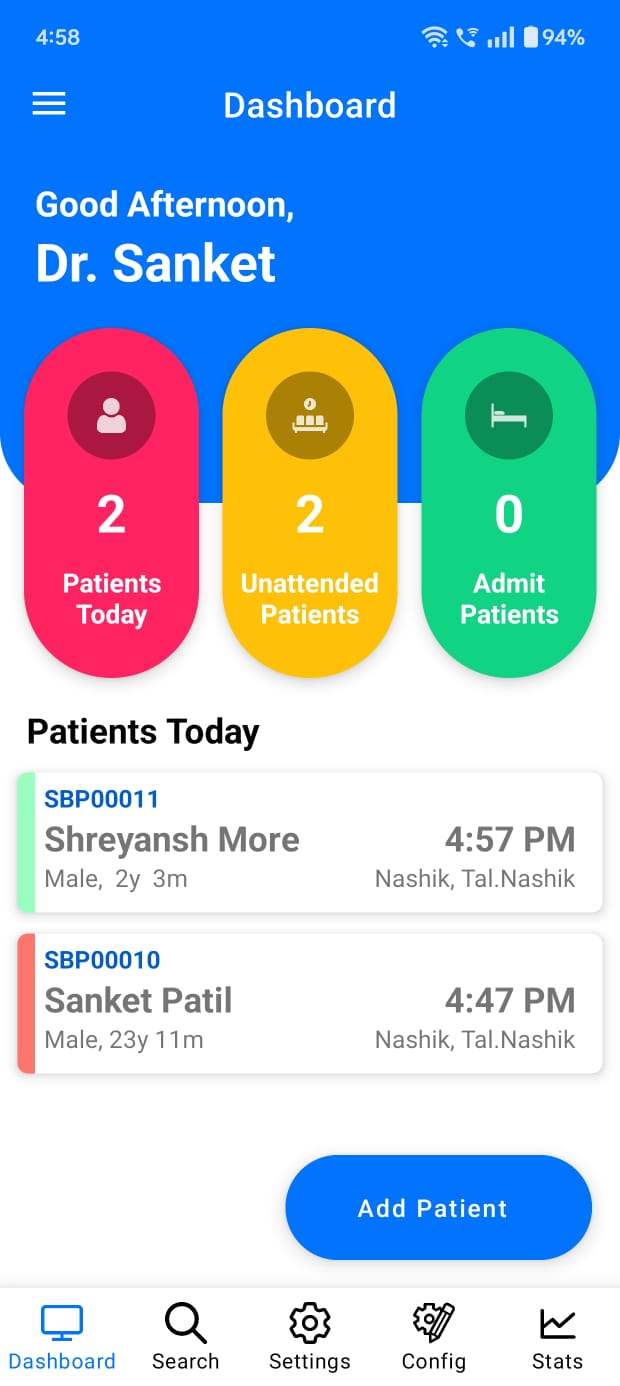 4:58
94%
Dashboard
Good Afternoon,
Dr. Sanket
2
Patients
Today
2
Unattended
Patients
0
Admit
Patients
Patients Today
SBP00011
Shreyansh More 4:57 PM
Male, 2y 3m Nashik, Tal.Nashik
SBP00010
Sanket Patil 4:47 PM
Male, 23y 11m Nashik, Tal.Nashik
Add Patient
Dashboard Search Settings Config Stats